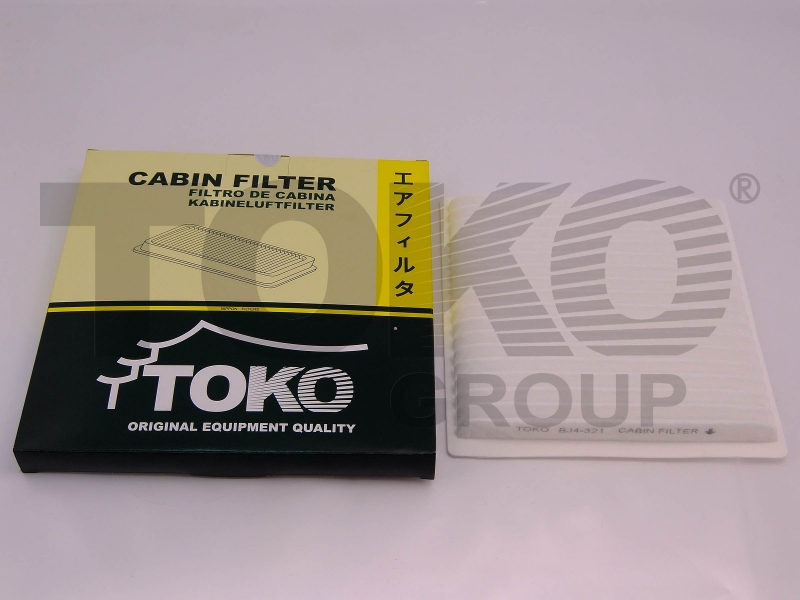 CABIN FILTER
FILTRO DE CABINA
KABINELUFTFILTER
エアフィルタ
TOKO
ORIGINAL EQUIPMENT QUALITY
TOKO SJ4-321 CABIN FILTER
TOKO®
GROUP